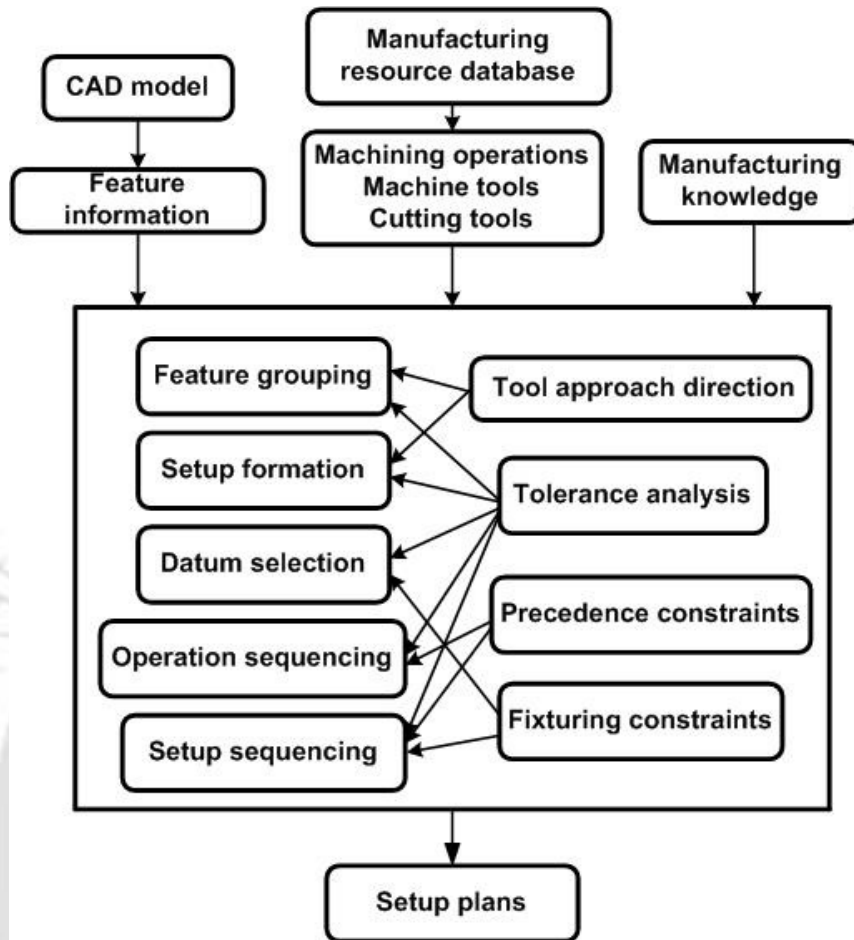 Manufacturing
resource database
CAD model
Machining operations
Machine tools
Cutting tools
Feature
information
Manufacturing
knowledge
Feature grouping
Tool approach direction
Setup formation
Tolerance analysis
Datum selection
Precedence constraints
Operation sequencing
Fixturing constraints
Setup sequencing
Setup plans